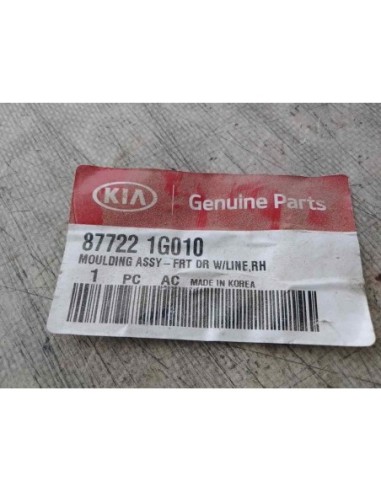 KIA Genuine Parts
87722 1G010
MOULDING ASSY-FRT DR W/LINE,RH
1 PC AC MADE IN KOREA